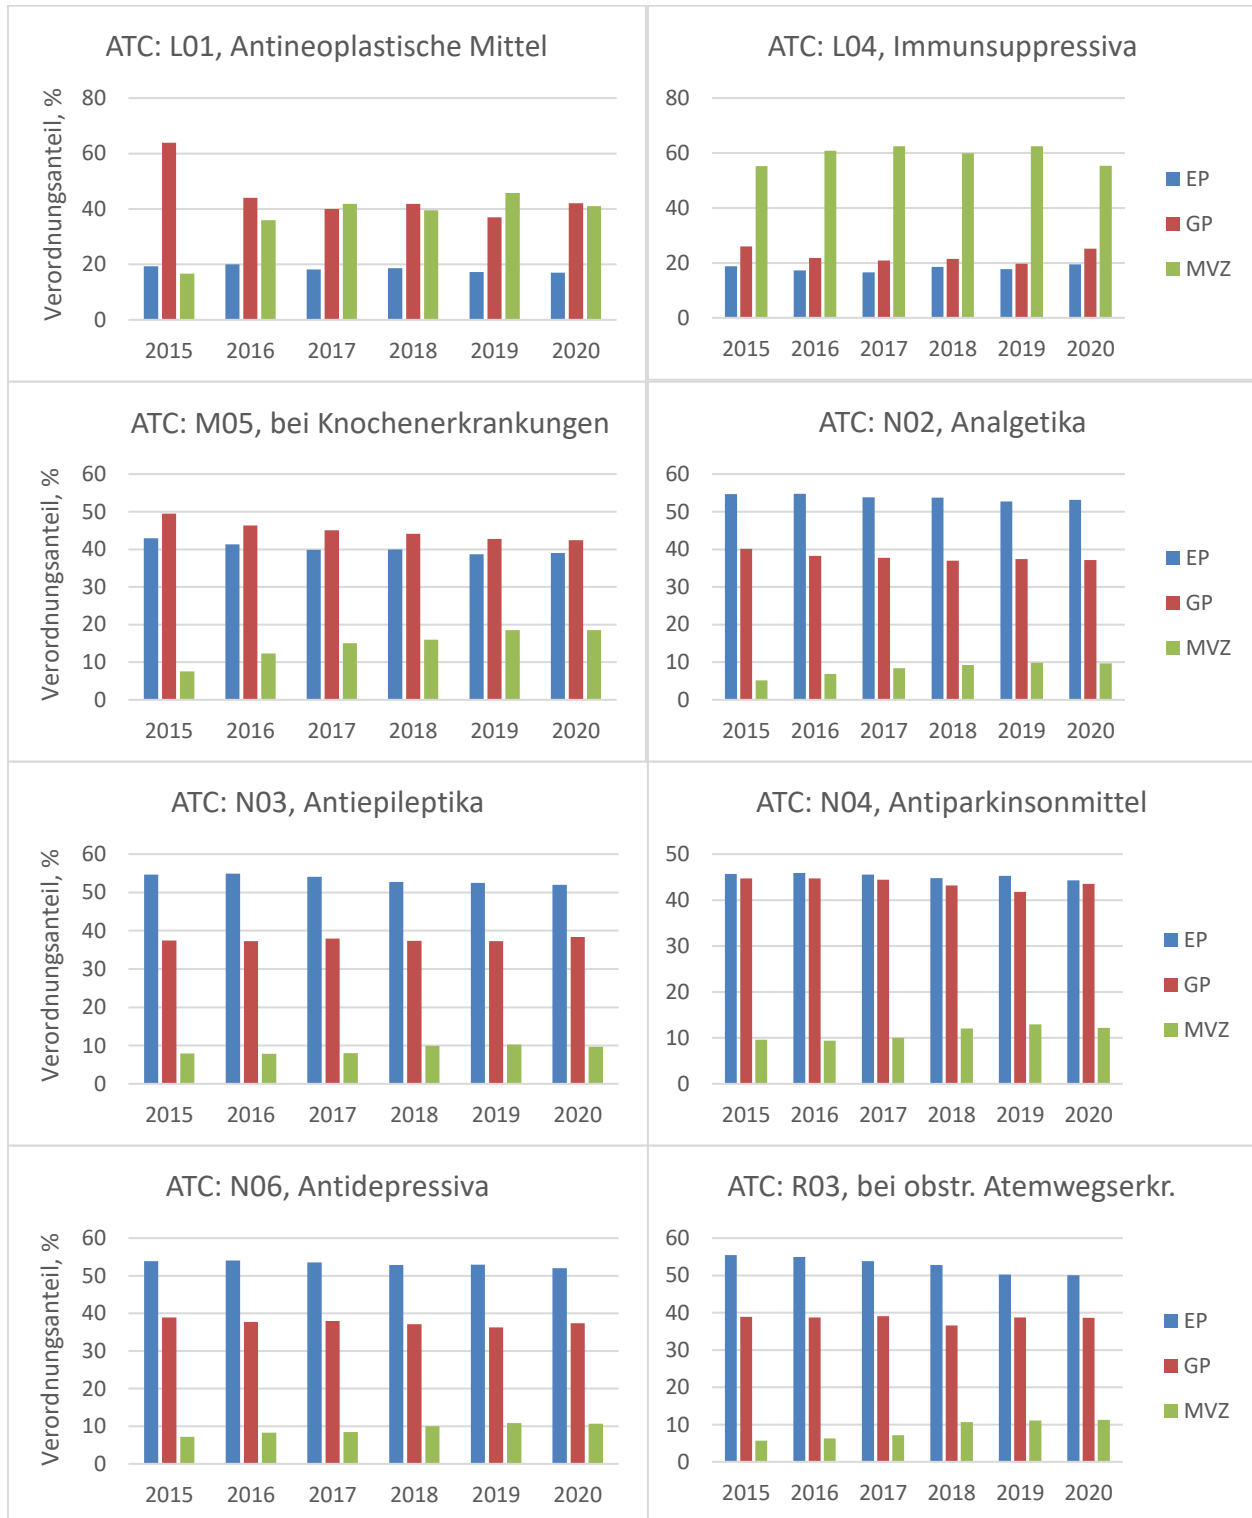 ATC: L01, Antineoplastische Mittel
Verordnungsanteil, %
80
60
40
20
0
2015 2016 2017 2018 2019 2020
ATC: L04, Immunsuppressiva
80
60
40
20
0
2015 2016 2017 2018 2019 2020
EP
GP
MVZ
ATC: M05, bei Knochenerkrankungen
Verordnungsanteil, %
60
50
40
30
20
10
0
2015 2016 2017 2018 2019 2020
ATC: N02, Analgetika
60
50
40
30
20
10
0
2015 2016 2017 2018 2019 2020
EP
GP
MVZ
ATC: N03, Antiepileptika
Verordnungsanteil, %
60
50
40
30
20
10
0
2015 2016 2017 2018 2019 2020
ATC: N04, Antiparkinsonmittel
50
40
30
20
10
0
2015 2016 2017 2018 2019 2020
EP
GP
MVZ
ATC: N06, Antidepressiva
Verordnungsanteil, %
60
50
40
30
20
10
0
2015 2016 2017 2018 2019 2020
ATC: R03, bei obstr. Atemwegserkr.
60
50
40
30
20
10
0
2015 2016 2017 2018 2019 2020
EP
GP
MVZ